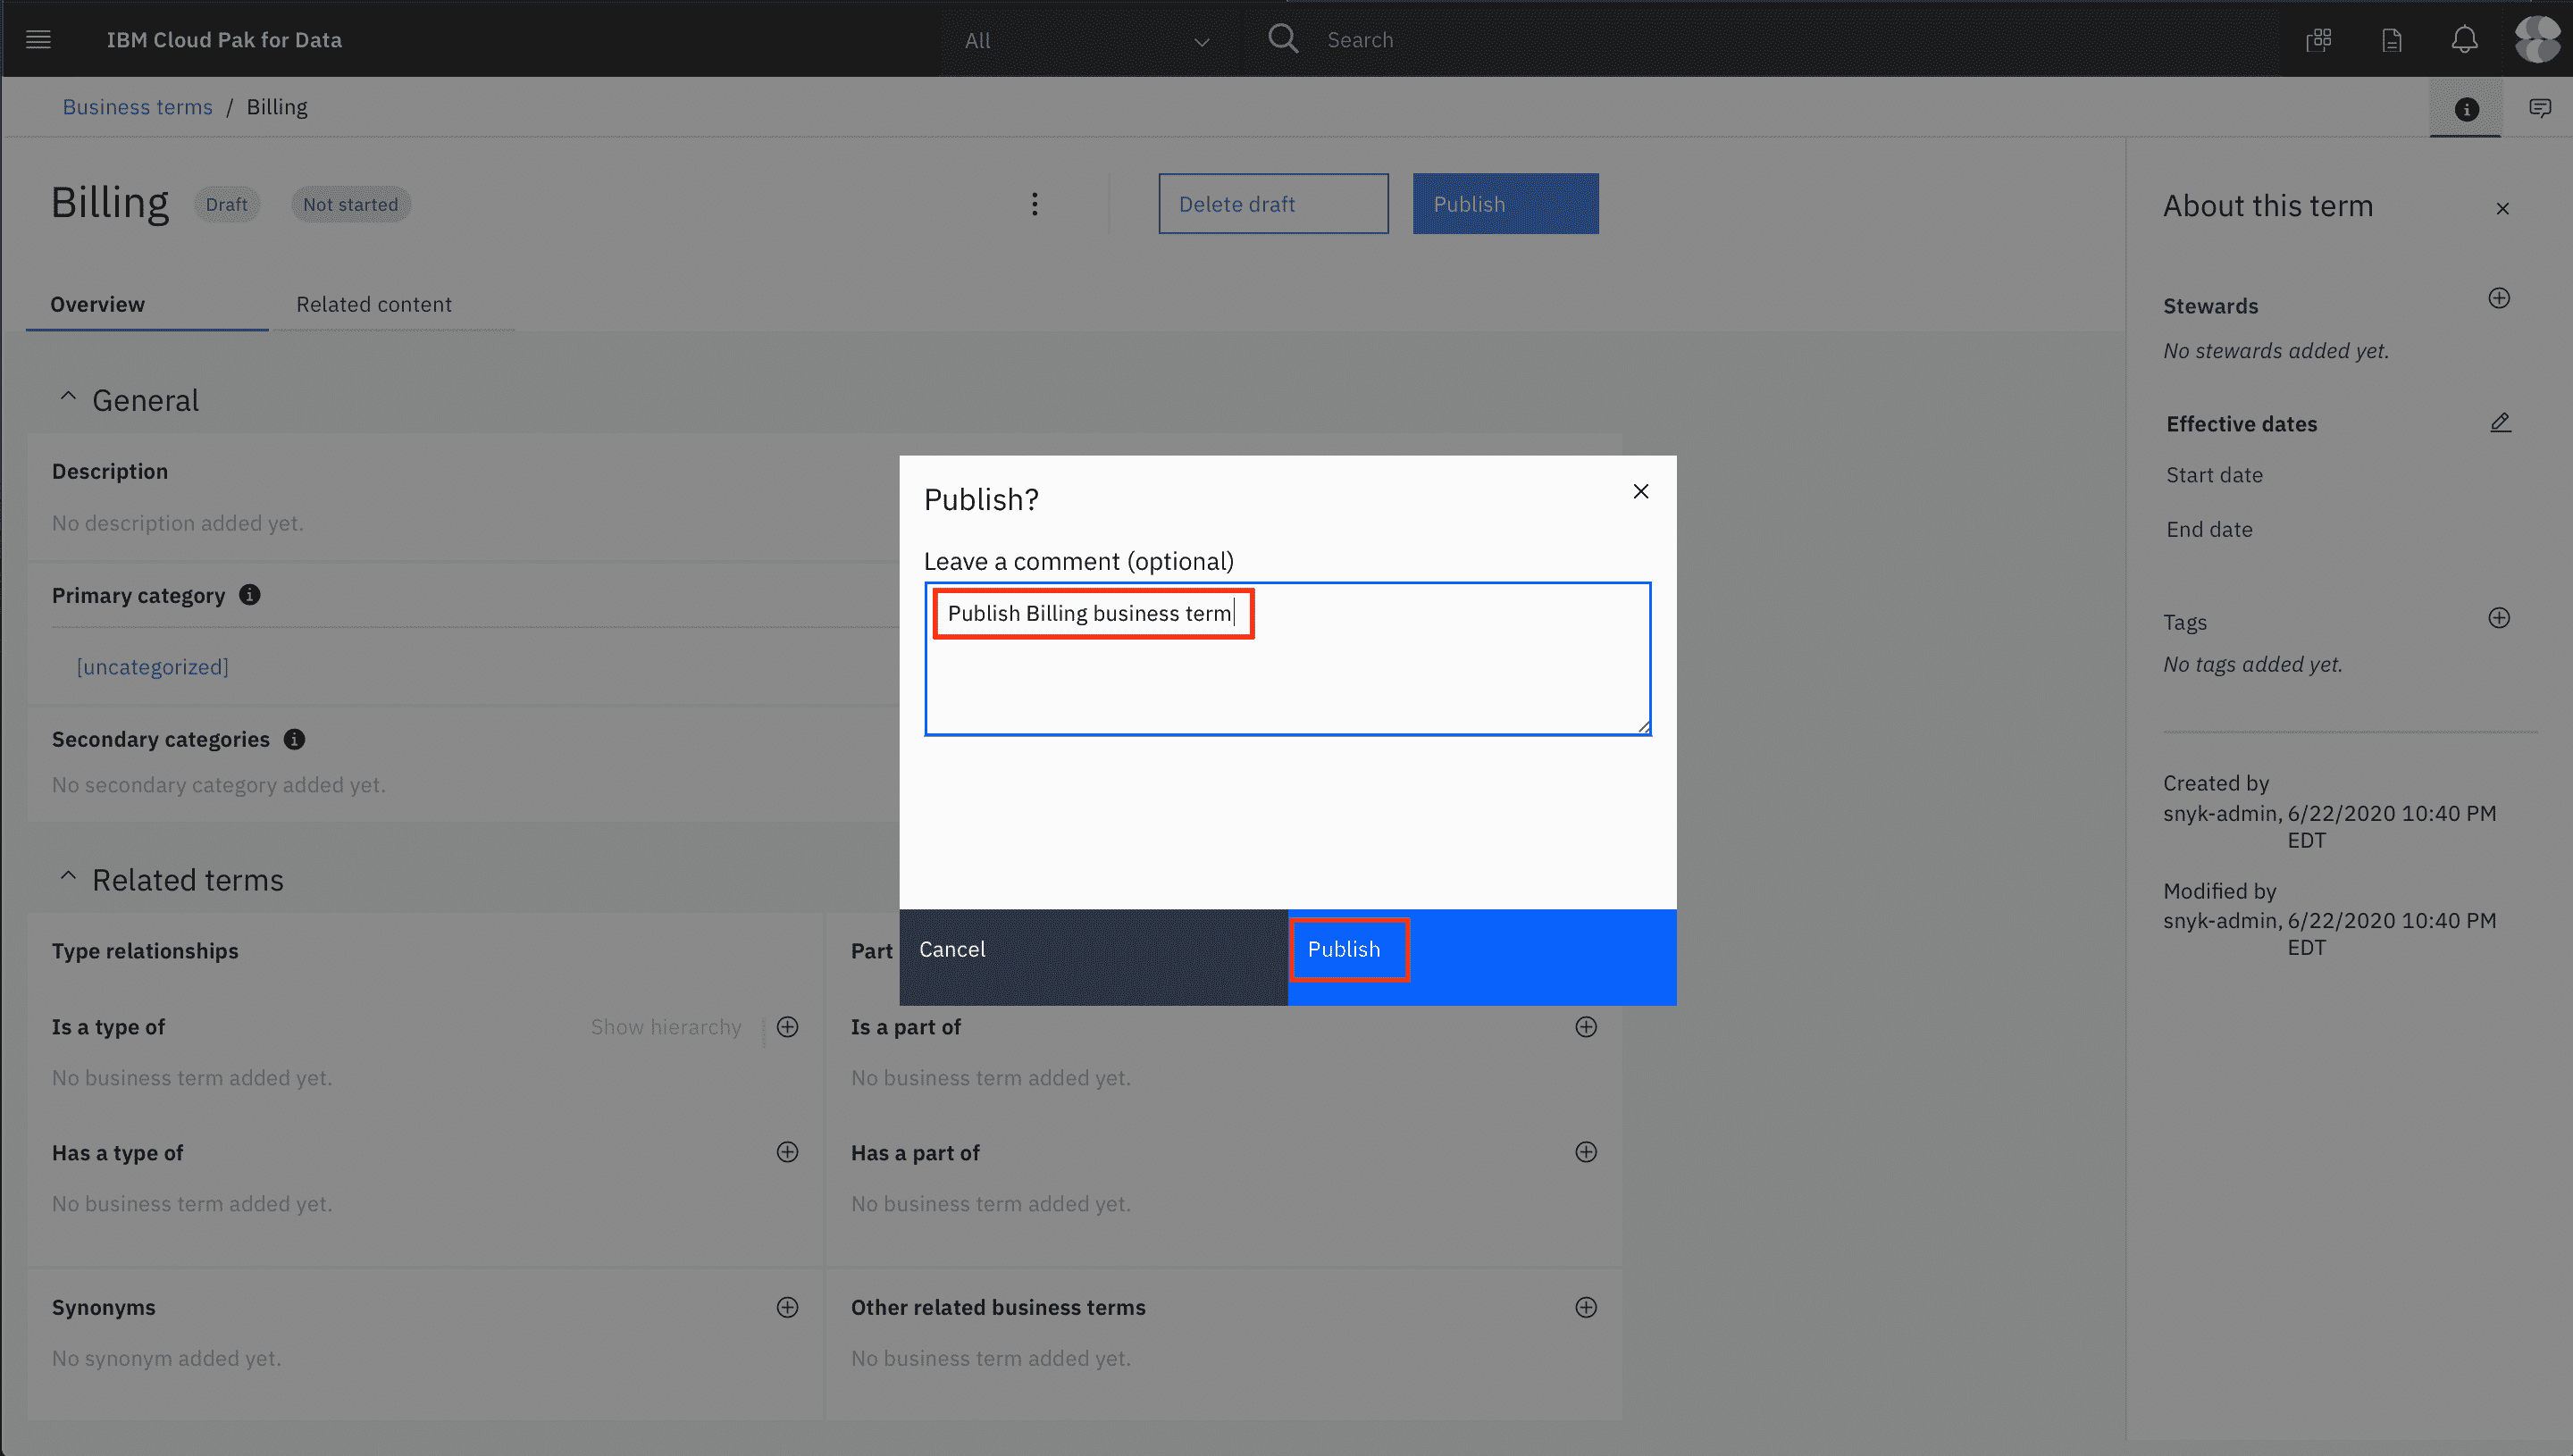 IBM Cloud Pak for Data
All
Search
Business terms / Billing
Billing
Draft
Not started
Delete draft
Publish
Overview
Related content
General
Description
No description added yet.
Primary category
[uncategorized]
Secondary categories
No secondary category added yet.
Related terms
Type relationships
Part
Is a type of
Show hierarchy
No business term added yet.
Is a part of
No business term added yet.
Has a type of
No business term added yet.
Has a part of
No business term added yet.
Synonyms
No synonym added yet.
Other related business terms
No business term added yet.
Publish?
Leave a comment (optional)
Publish Billing business term
Cancel
Publish
About this term
Stewards
No stewards added yet.
Effective dates
Start date
End date
Tags
No tags added yet.
Created by
snyk-admin, 6/22/2020 10:40 PM
EDT
Modified by
snyk-admin, 6/22/2020 10:40 PM
EDT